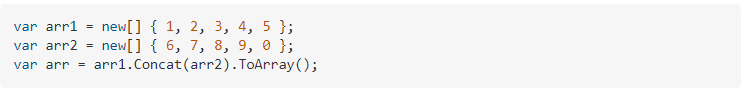 var arr1 = new[] { 1, 2, 3, 4, 5 };
var arr2 = new[] { 6, 7, 8, 9, 0 };
var arr = arr1.Concat(arr2).ToArray();